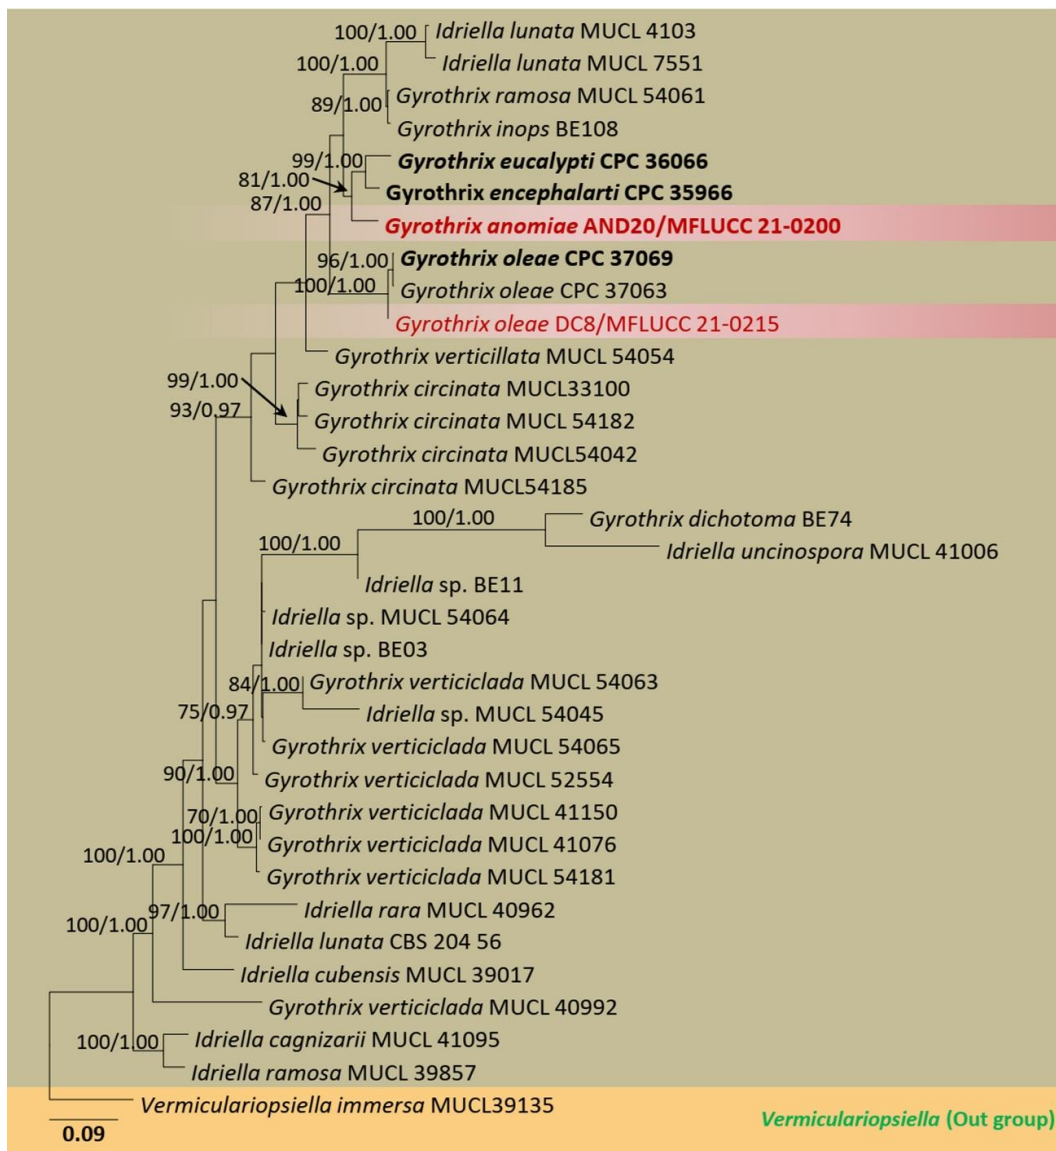 100/1.00 Idriella lunata MUCL 4103
100/1.00 Idriella lunata MUCL 7551
Gyrothrix ramosa MUCL 54061
89/1.00 Gyrothrix inops BE108
99/1.00 Gyrothrix eucalypti CPC 36066
81/1.00 Gyrothrix encephalarti CPC 35966
87/1.00
Gyrothrix anomiae AND20/MFLUCC 21-0200
96/1.00 Gyrothrix oleae CPC 37069
100/1.00 Gyrothrix oleae CPC 37063
Gyrothrix oleae DC8/MFLUCC 21-0215
Gyrothrix verticillata MUCL 54054
99/1.00 Gyrothrix circinata MUCL33100
93/0.97 Gyrothrix circinata MUCL 54182
Gyrothrix circinata MUCL54042
Gyrothrix circinata MUCL54185
100/1.00 Gyrothrix dichotoma BE74
100/1.00 Idriella uncinospora MUCL 41006
Idriella sp. BE11
Idriella sp. MUCL 54064
Idriella sp. BE03
84/1.00 Gyrothrix verticiclada MUCL 54063
75/0.97 Idriella sp. MUCL 54045
Gyrothrix verticiclada MUCL 54065
90/1.00 Gyrothrix verticiclada MUCL 52554
70/1.00 Gyrothrix verticiclada MUCL 41150
100/1.00 Gyrothrix verticiclada MUCL 41076
100/1.00 Gyrothrix verticiclada MUCL 54181
97/1.00 Idriella rara MUCL 40962
100/1.00 Idriella lunata CBS 204 56
Idriella cubensis MUCL 39017
Gyrothrix verticiclada MUCL 40992
100/1.00 Idriella cagnizarii MUCL 41095
Idriella ramosa MUCL 39857
Vermiculariopsiella immersa MUCL39135
Vermiculariopsiella (Out group)
0.09